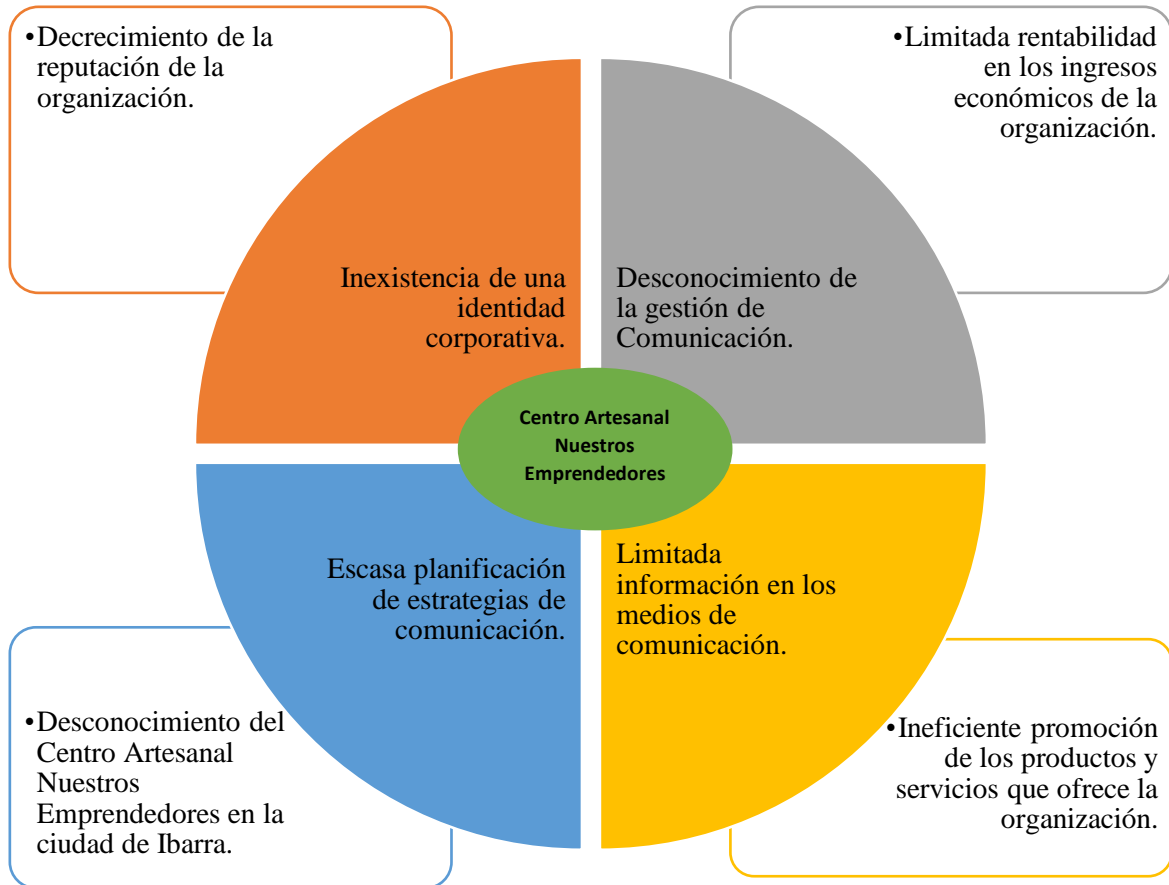 •Decrecimiento de la
reputación de la
organización.
•Limitada rentabilidad
en los ingresos
económicos de la
organización.
Inexistencia de una
identidad
corporativa.
Desconocimiento de
la gestión de
Comunicación.
Centro Artesanal
Nuestros
Emprendedores
Escasa planificación
de estrategias de
comunicación.
Limitada
información en los
medios de
comunicación.
•Desconocimiento del
Centro Artesanal
Nuestros
Emprendedores en la
ciudad de Ibarra.
•Ineficiente promoción
de los productos y
servicios que ofrece la
organización.